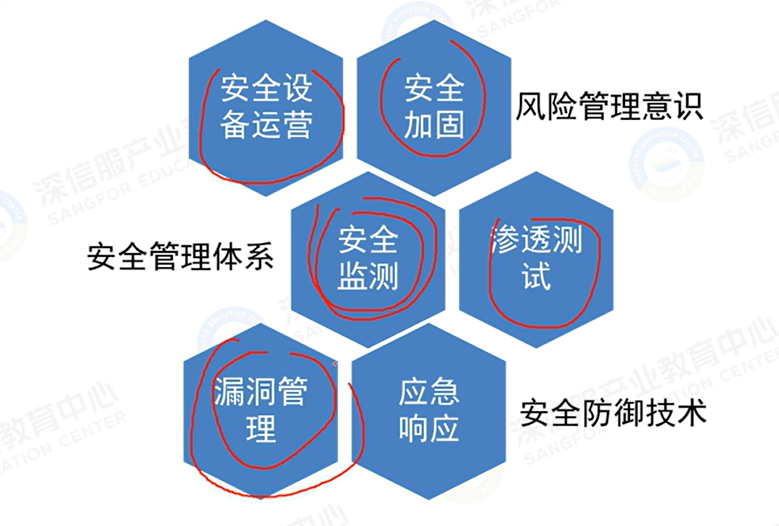 安全设
备运营
安全
加固
风险管理意识
安全管理体系
安全
监测
渗透测
试
漏洞管
理
应急
响应
安全防御技术
深信服产业教育中心
SANGFOR EDUCATION CENTER